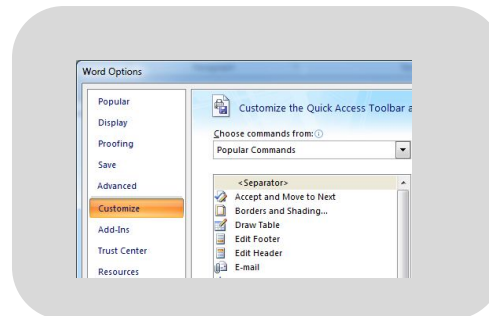 Word Options
Popular
Display
Proofing
Save
Advanced
Customize
Add-Ins
Trust Center
Resources
Customize the Quick Access Toolbar a
Choose commands from:
Popular Commands
<Separator>
Accept and Move to Next
Borders and Shading...
Draw Table
Edit Footer
Edit Header
E-mail